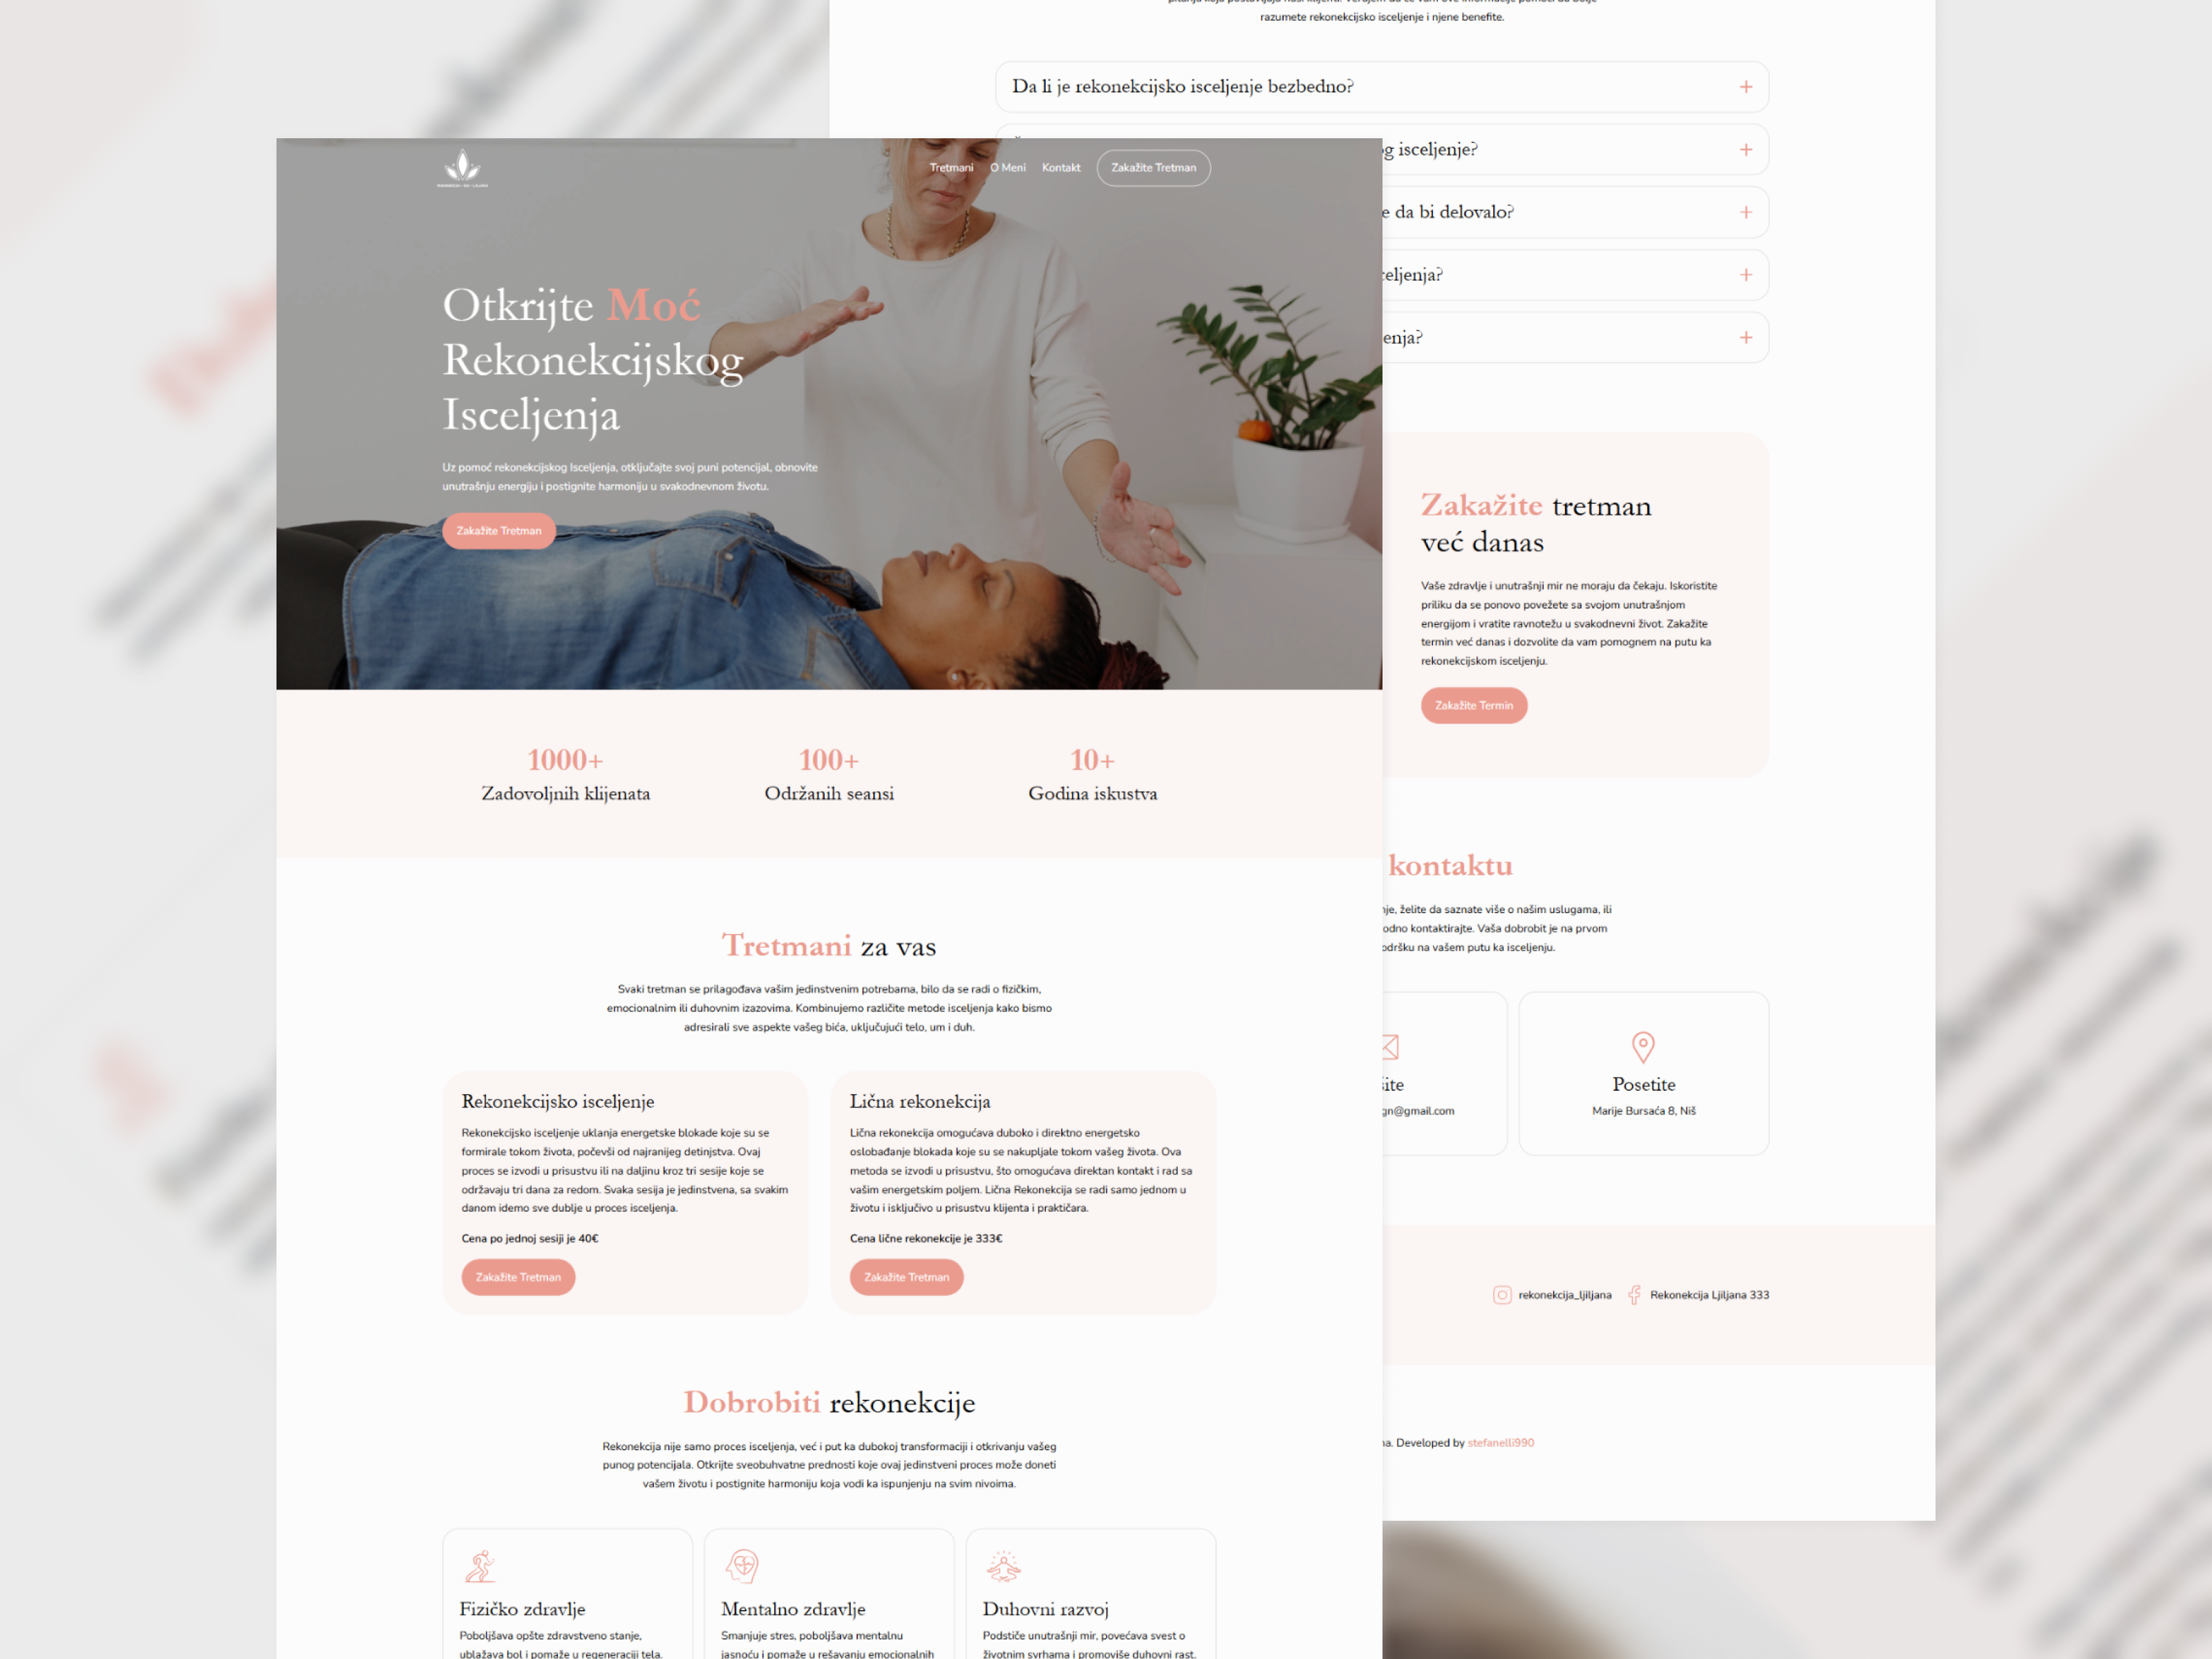 Tretmani
O Meni
Kontakt
Zakažite Tretman
Otkrijte Moć
Rekonekcijskog
Isceljenja
Uz pomoć rekonekcijskog Isceljenja, otključajte svoj puni potencijal, obnovite
unutrašnju energiju i postignite harmoniju u svakodnevnom životu.
Zakažite Tretman
1000+
Zadovoljnih klijenata
100+
Održanih seansi
10+
Godina iskustva
Tretmani za vas
Svaki tretman se prilagođava vašim jedinstvenim potrebama, bilo da se radi o fizičkim,
emocionalnim ili duhovnim izazovima. Kombinujemo različite metode isceljenja kako bismo
adresirali sve aspekte vašeg bića, uključujući telo, um i duh.
Rekonekcijsko isceljenje
Rekonekcijsko isceljenje uklanja energetske blokade koje su se
formirale tokom života, počevši od najranijeg detinjstva. Ovaj
proces se izvodi u prisustvu ili na daljinu kroz tri sesije koje se
održavaju tri dana za redom. Svaka sesija je jedinstvena, sa svakim
danom idemo sve dublje u proces isceljenja.
Cena po jednoj sesiji je 40€
Zakažite Tretman
Lična rekonekcija
Lična rekonekcija omogućava duboko i direktno energetsko
oslobađanje blokada koje su se nakupljale tokom vašeg života. Ova
metoda se izvodi u prisustvu, što omogućava direktan kontakt i rad sa
vašim energetskim poljem. Lična Rekonekcija se radi samo jednom u
životu i isključivo u prisustvu klijenta i praktičara.
Cena lične rekonekcije je 333€
Zakažite Tretman
Dobrobiti rekonekcije
Rekonekcija nije samo proces isceljenja, već i put ka dubokoj transformaciji i otkrivanju vašeg
punog potencijala. Otkrijte sveobuhvatne prednosti koje ovaj jedinstveni proces može doneti
vašem životu i postignite harmoniju koja vodi ka ispunjenju na svim nivoima.
Fizičko zdravlje
Poboljšava opšte zdravstveno stanje,
ublažava bol i pomaže u regeneraciji tela.
Mentalno zdravlje
Smanjuje stres, poboljšava mentalnu
jasnoću i pomaže u rešavanju emocionalnih
Duhovni razvoj
Podstiče unutrašnji mir, povećava svest o
životnim svrhama i promoviše duhovni rast.
razumete rekonekcijsko isceljenje i njene benefite.
Da li je rekonekcijsko isceljenje bezbedno?
isceljenje?
da bi delovalo?
Zakažite tretman
već danas
Vaše zdravlje i unutrašnji mir ne moraju da čekaju. Iskoristite
priliku da se ponovo povežete sa svojom unutrašnjom
energijom i vratite ravnotežu u svakodnevni život. Zakažite
termin već danas i dozvolite da vam pomognem na putu ka
rekonekcijskom isceljenju.
Zakažite Termin
kontaktu
želite da saznate više o našim uslugama, ili
kontaktirajte. Vaša dobrobit je na prvom
na vašem putu ka isceljenju.
gn@gmail.com
Posetite
Marije Bursaća 8, Niš
rekonekcija_ljiljana
Rekonekcija Ljiljana 333
Developed by stefanelli990